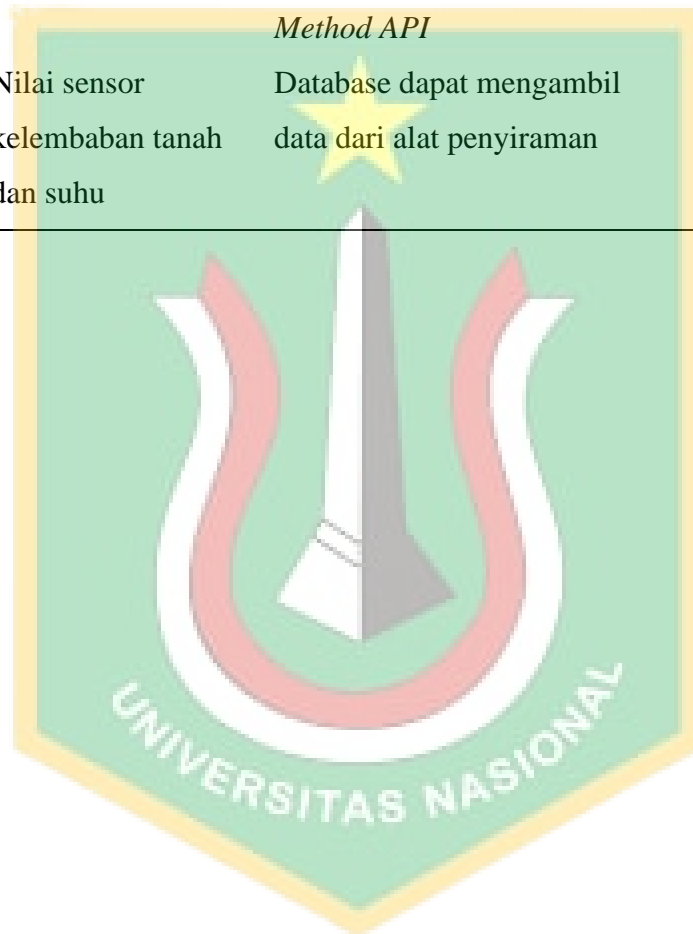 Method API
Nilai sensor
Database dapat mengambil
kelembaban tanah
data dari alat penyiraman
dan suhu
UNIVERSITAS NASIONAL